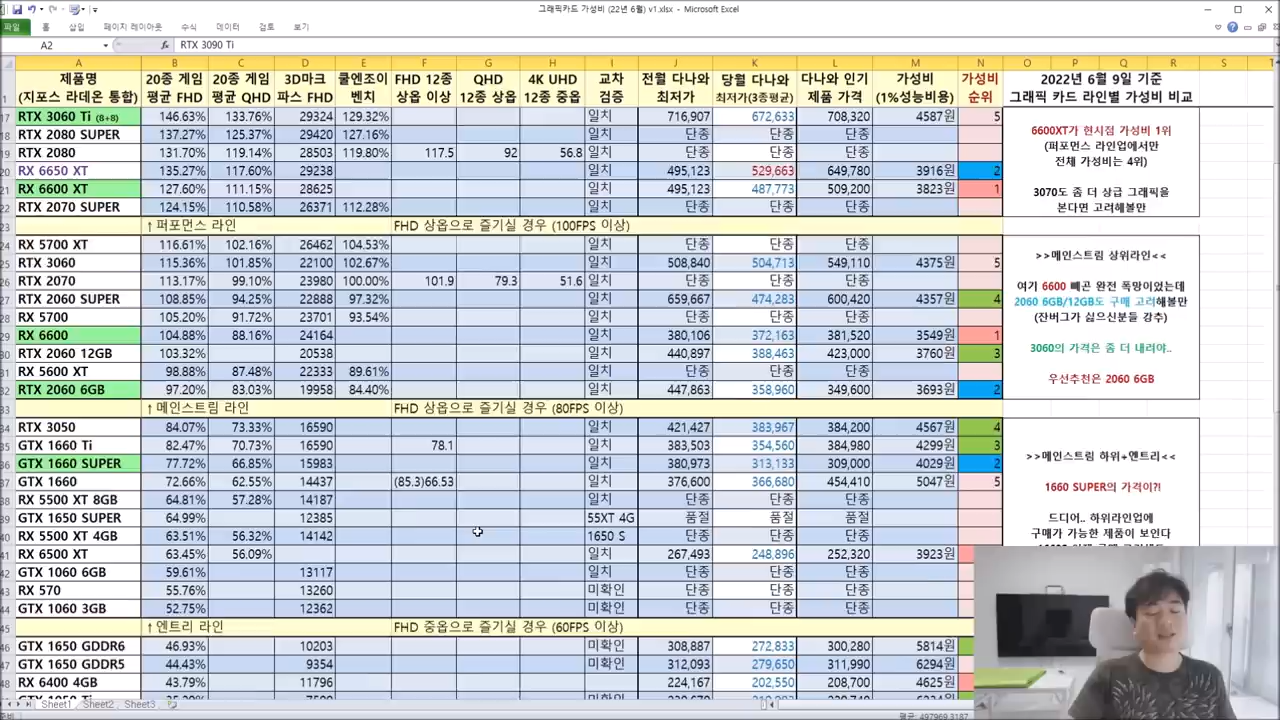 그래픽카드 가성비 (22년 6월) v1.xlsx - Microsoft Excel
파일 홈 삽입 페이지 레이아웃 수식 데이터 검토 보기
A2 fx RTX 3090 Ti
A B C D E F G H I J K L M N O P Q R S T
제품명 20종 게임 20종 게임 3D마크 쿨엔조이 FHD 12종 QHD 4K UHD 교차 전월 다나와 당월 다나와 다나와 인기 가성비 가성비 2022년 6월 9일 기준
1 (지포스 라데온 통합) 평균 FHD 평균 QHD 파스 FHD 벤치 상옵 이상 12종 상옵 12종 중옵 검증 최저가 최저가(3종평균) 제품 가격 (1%성능비용) 순위 그래픽 카드 라인별 가성비 비교
17 RTX 3060 Ti (8+8) 146.63% 133.76% 29324 129.32% 일치 716,907 672,633 708,320 4587원 5
18 RTX 2080 SUPER 137.27% 125.37% 29420 127.16% 일치 단종 단종 단종
19 RTX 2080 131.70% 119.14% 28503 119.80% 117.5 92 56.8 일치 단종 단종 단종
20 RX 6650 XT 135.27% 117.60% 29238 일치 495,123 529,663 649,780 3916원 2
21 RX 6600 XT 127.60% 111.15% 28625 일치 495,123 487,773 509,200 3823원 1
22 RTX 2070 SUPER 124.15% 110.58% 26371 112.28% 일치 단종 단종 단종
6600XT가 현시점 가성비 1위
(퍼포먼스 라인업에서만
전체 가성비는 4위)
3070도 좀 더 상급 그래픽을
본다면 고려해볼만
23 ↑퍼포먼스 라인 FHD 상옵으로 즐기실 경우 (100FPS 이상)
24 RX 5700 XT 116.61% 102.16% 26462 104.53% 일치 단종 단종 단종
25 RTX 3060 115.36% 101.85% 22100 102.67% 일치 508,840 504,713 549,110 4375원 5
26 RTX 2070 113.17% 99.10% 23980 100.00% 101.9 79.3 51.6 일치 단종 단종 단종
27 RTX 2060 SUPER 108.85% 94.25% 22888 97.32% 일치 659,667 474,283 600,420 4357원 4
28 RX 5700 105.20% 91.72% 23701 93.54% 일치 단종 단종 단종
29 RX 6600 104.88% 88.16% 24164 일치 380,106 372,163 381,520 3549원 1
30 RTX 2060 12GB 103.32% 20538 일치 440,897 388,463 423,000 3760원 3
31 RX 5600 XT 98.88% 87.48% 22333 89.61% 일치 단종 단종 단종
32 RTX 2060 6GB 97.20% 83.03% 19958 84.40% 일치 447,863 358,960 349,600 3693원 2
>>메인스트림 상위라인<<
여기 6600 빼곤 완전 폭망이었는데
2060 6GB/12GB도 구매 고려해볼만
(잔버그가 싫으신분들 강추)
3060의 가격은 좀 더 내려야..
우선추천은 2060 6GB
33 ↑메인스트림 라인 FHD 상옵으로 즐기실 경우 (80FPS 이상)
34 RTX 3050 84.07% 73.33% 16590 일치 421,427 383,967 384,200 4567원 4
35 GTX 1660 Ti 82.47% 70.73% 16590 78.1 일치 383,503 354,560 384,980 4299원 3
36 GTX 1660 SUPER 77.72% 66.85% 15983 일치 380,973 313,133 309,000 4029원 2
37 GTX 1660 72.66% 62.55% 14437 (85.3)66.53 일치 376,600 366,680 454,410 5047원 5
38 RX 5500 XT 8GB 64.81% 57.28% 14187 일치 단종 단종 단종
39 GTX 1650 SUPER 64.99% 12385 55XT 4G 품절 품절 품절
40 RX 5500 XT 4GB 63.51% 56.32% 14142 1650 S 단종 단종 단종
41 RX 6500 XT 63.45% 56.09% 일치 267,493 248,896 252,320 3923원
42 GTX 1060 6GB 59.61% 13117 일치 단종 단종 단종
43 RX 570 55.76% 13260 미확인 단종 단종 단종
44 GTX 1060 3GB 52.75% 12362 미확인 단종 단종 단종
>>메인스트림 하위+엔트리<<
1660 SUPER의 가격이?!
드디어.. 하위라인업에
구매가 가능한 제품이 보인다
45 ↑엔트리 라인 FHD 중옵으로 즐기실 경우 (60FPS 이상)
46 GTX 1650 GDDR6 46.93% 10203 미확인 308,887 272,833 300,280 5814원
47 GTX 1650 GDDR5 44.43% 9354 미확인 312,093 279,650 311,990 6294원
48 RX 6400 4GB 43.79% 11796 224,167 202,550 208,700 4625원
Sheet1 Sheet2 Sheet3
평균: 497969.3187